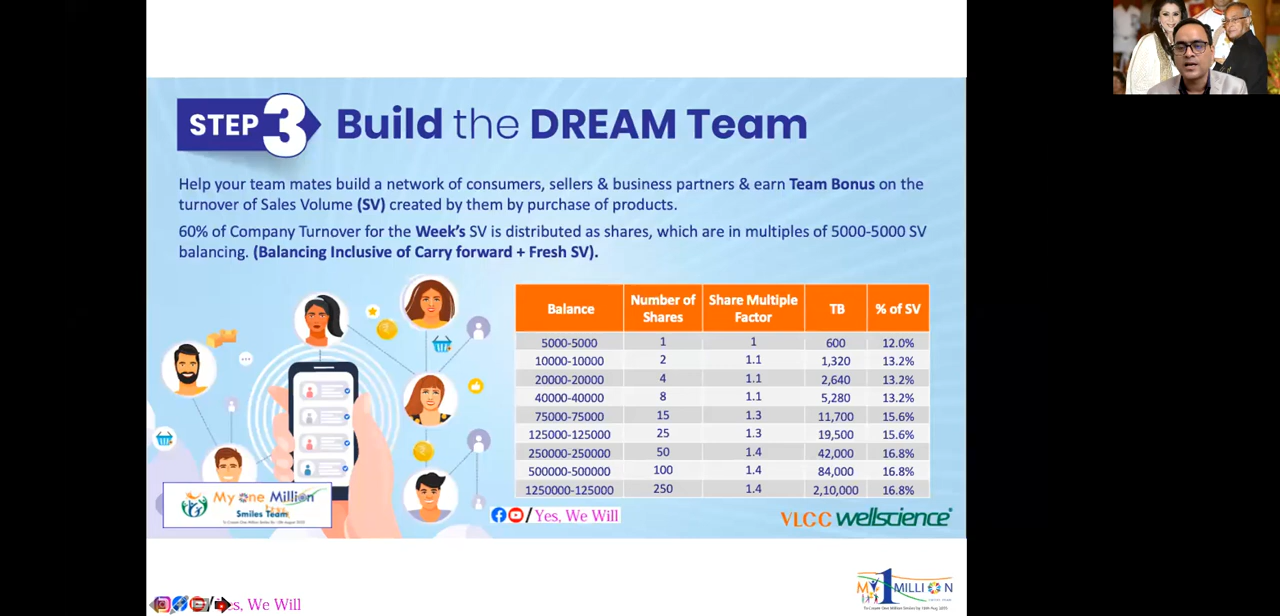 STEP 3 Build the DREAM Team
Help your team mates build a network of consumers, sellers & business partners & earn Team Bonus on the
turnover of Sales Volume (SV) created by them by purchase of products.
60% of Company Turnover for the Week's SV is distributed as shares, which are in multiples of 5000-5000 SV
balancing. (Balancing Inclusive of Carry forward + Fresh SV).
Balance Number of Shares Share Multiple Factor TB % of SV
5000-5000 1 1 600 12.0%
10000-10000 2 1.1 1,320 13.2%
20000-20000 4 1.1 2,640 13.2%
40000-40000 8 1.1 5,280 13.2%
75000-75000 15 1.3 11,700 15.6%
125000-125000 25 1.3 19,500 15.6%
250000-250000 50 1.4 42,000 16.8%
500000-500000 100 1.4 84,000 16.8%
1250000-125000 250 1.4 2,10,000 16.8%
My One Million
Smiles Team
/Yes, We Will
VLCC wellscience
MY 1 MILLION
s, We Will